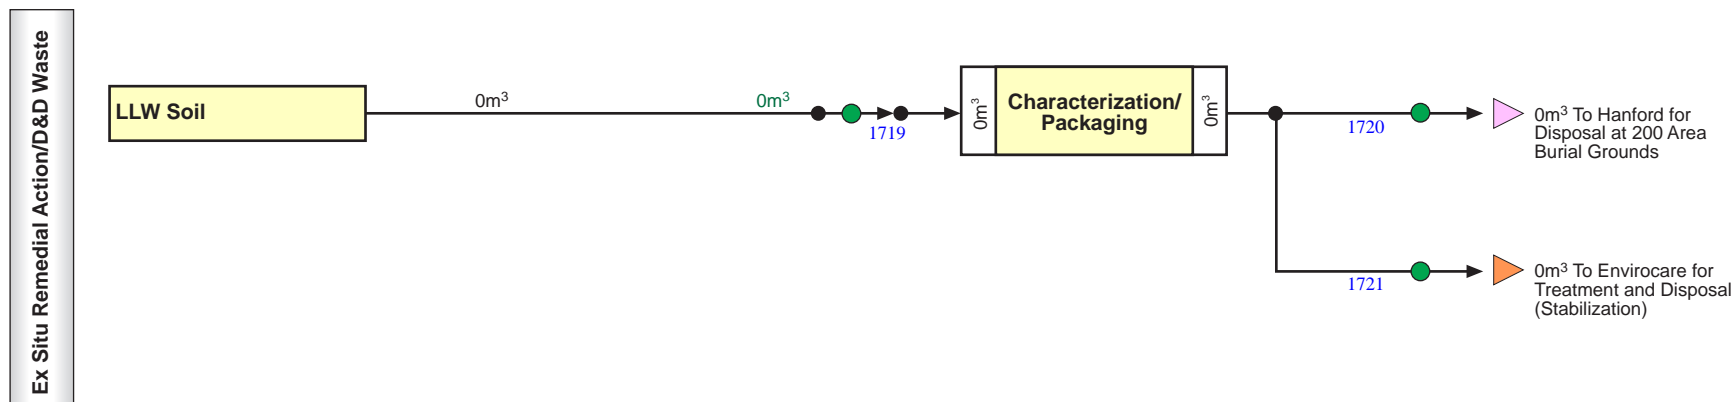 Ex Situ Remedial Action/D&D Waste
LLW Soil
0m³
0m³
1719
0m³
Characterization/
Packaging
0m³
1720
0m³ To Hanford for
Disposal at 200 Area
Burial Grounds
1721
0m³ To Envirocare for
Treatment and Disposal
(Stabilization)